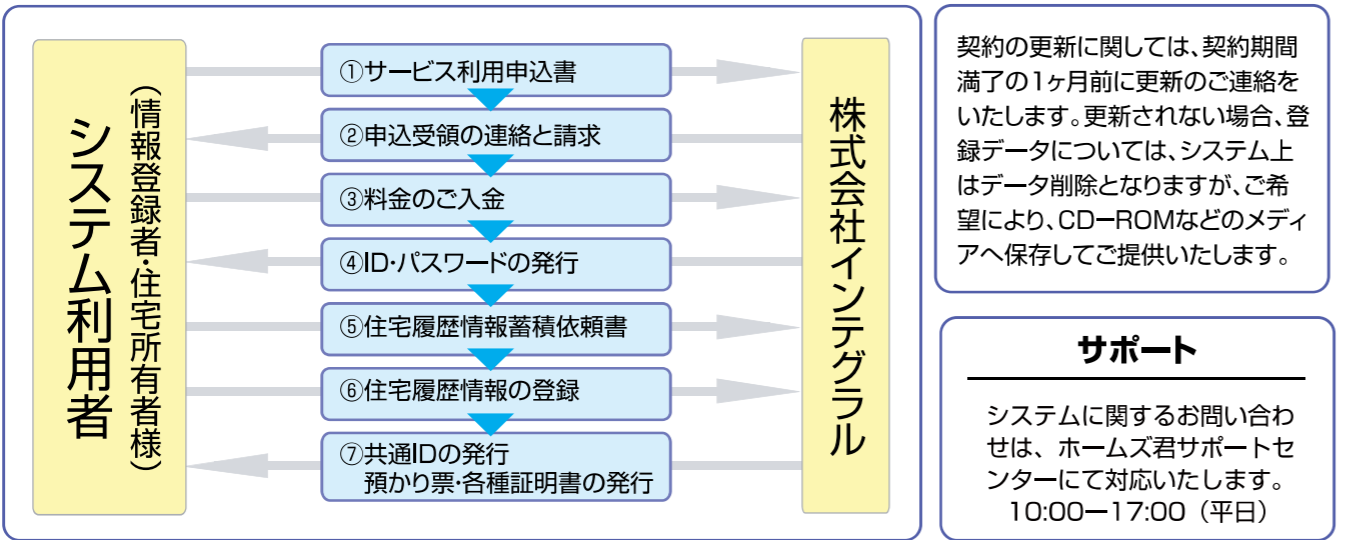 システム利用者
（情報登録者・住宅所有者様）
①サービス利用申込書
②申込受領の連絡と請求
③料金のご入金
④ID・パスワードの発行
⑤住宅履歴情報蓄積依頼書
⑥住宅履歴情報の登録
⑦共通IDの発行
預かり票・各種証明書の発行
株式会社インテグラル
契約の更新に関しては、契約期間
満了の1ヶ月前に更新のご連絡を
いたします。更新されない場合、登
録データについては、システム上
はデータ削除となりますが、ご希
望により、CDーROMなどのメディ
アへ保存してご提供いたします。
サポート
システムに関するお問い合わ
せは、ホームズ君サポートセ
ンターにて対応いたします。
10:00ー17:00（平日）